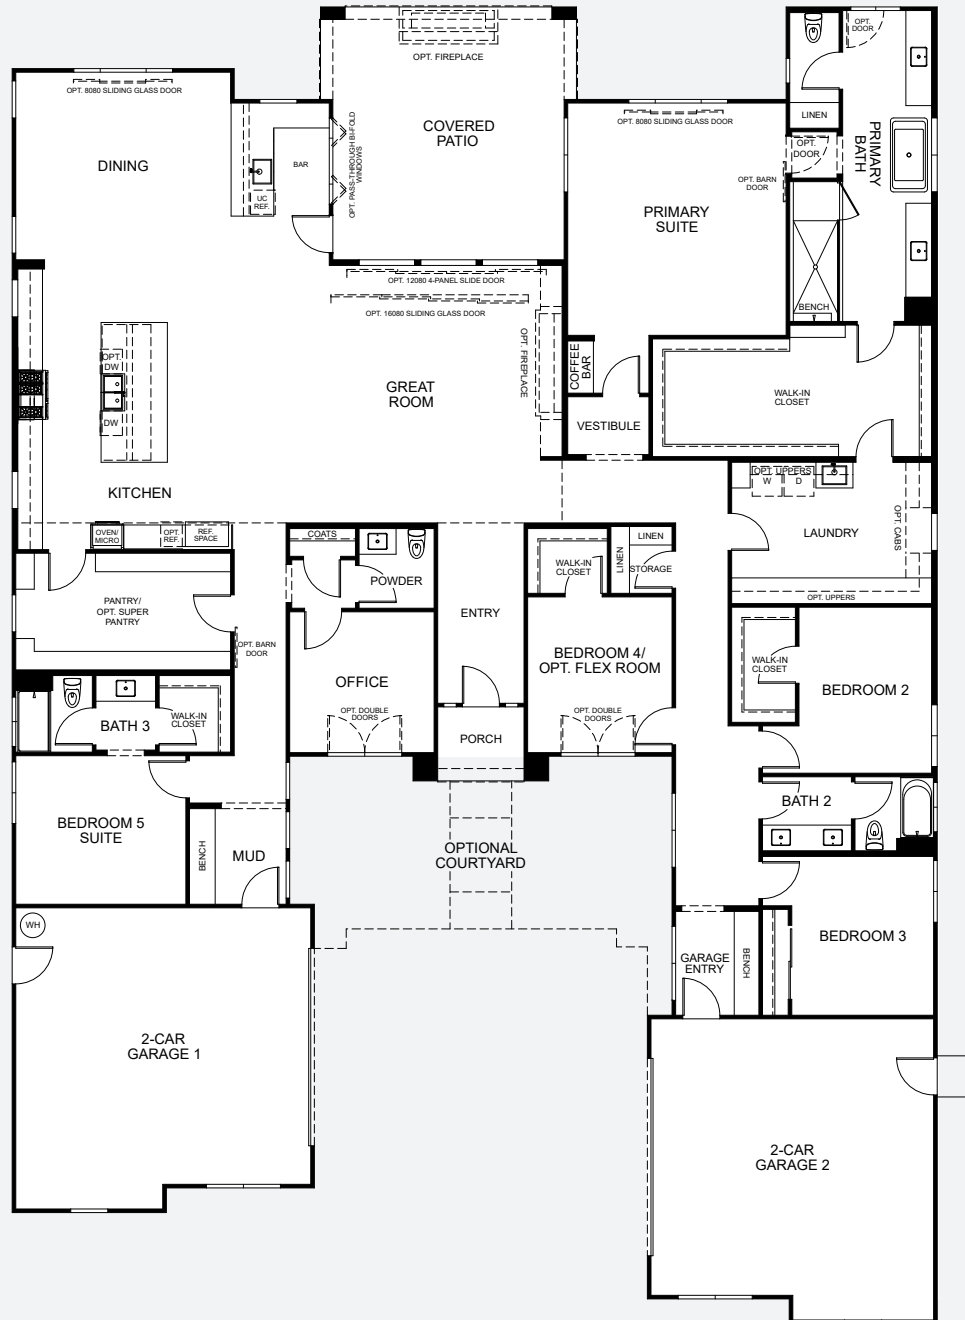 OPT. FIREPLACE
OPT.
DOOR
OPT. 8080 SLIDING GLASS DOOR
DINING
BAR
UC
REF.
OPT. PASS-THROUGH BI-FOLD
WINDOWS
COVERED
PATIO
OPT. 8080 SLIDING GLASS DOOR
LINEN
OPT.
DOOR
PRIMARY
BATH
OPT. BARN
DOOR
PRIMARY
SUITE
BENCH
OPT. 12080 4-PANEL SLIDE DOOR
OPT. 16080 SLIDING GLASS DOOR
OPT. FIREPLACE
COFFEE
BAR
OPT.
DW
DW
GREAT
ROOM
WALK-IN
CLOSET
VESTIBULE
KITCHEN
OVEN/
MICRO
OPT.
REF.
REF.
SPACE
OPT. UPPERS
W
D
LAUNDRY
OPT. CABS
OPT. UPPERS
COATS
POWDER
WALK-IN
CLOSET
LINEN
LINEN
STORAGE
PANTRY/
OPT. SUPER
PANTRY
OPT. BARN
DOOR
ENTRY
OFFICE
OPT. DOUBLE
DOORS
BEDROOM 4/
OPT. FLEX ROOM
OPT. DOUBLE
DOORS
WALK-IN
CLOSET
BEDROOM 2
BATH 3
WALK-IN
CLOSET
PORCH
BEDROOM 5
SUITE
BENCH
MUD
OPTIONAL
COURTYARD
BATH 2
WH
GARAGE
ENTRY
BENCH
BEDROOM 3
2-CAR
GARAGE 1
2-CAR
GARAGE 2